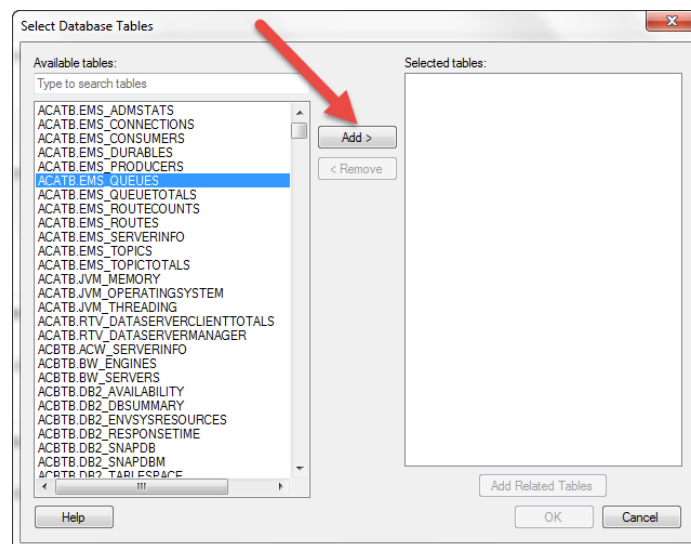 Select Database Tables
Available tables:
Type to search tables
ACATB.EMS_ADMSTATS
ACATB.EMS_CONNECTIONS
ACATB.EMS_CONSUMERS
ACATB.EMS_DURABLES
ACATB.EMS_PRODUCERS
ACATB.EMS_QUEUES
ACATB.EMS_QUEUETOTALS
ACATB.EMS_ROUTECOUNTS
ACATB.EMS_ROUTES
ACATB.EMS_SERVERINFO
ACATB.EMS_TOPICS
ACATB.EMS_TOPICTOTALS
ACATB.JVM_MEMORY
ACATB.JVM_OPERATINGSYSTEM
ACATB.JVM_THREADING
ACATB.RTV_DATASERVERCLIENTTOTALS
ACATB.RTV_DATASERVERMANAGER
ACBTB.ACW_SERVERINFO
ACBTB.BW_ENGINES
ACBTB.BW_SERVERS
ACBTB.DB2_AVAILABILITY
ACBTB.DB2_DBSUMMARY
ACBTB.DB2_ENVSYSRESOURCES
ACBTB.DB2_RESPONSETIME
ACBTB.DB2_SNAPDB
ACBTB.DB2_SNAPDBM
ACBTB.DB2_TABLESPACE
Add >
< Remove
Selected tables:
Add Related Tables
Help
OK
Cancel